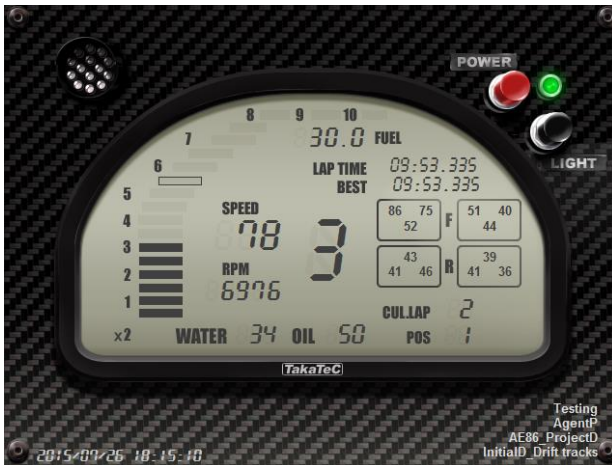 POWER
LIGHT
8 9 10
7
6
5
4
3
2
1
x2
30.0 FUEL
LAP TIME 09:53.335
BEST 09:53.335
SPEED
78
3
RPM
6976
86 75
52
F
51 40
44
43
41 46
R
39
41 36
CUL.LAP 2
WATER 34 OIL 50 POS 1
TakaTeC
Testing
AgentP
AE86_ProjectD
InitialD_Drift tracks
2015/07/26 18:15:10